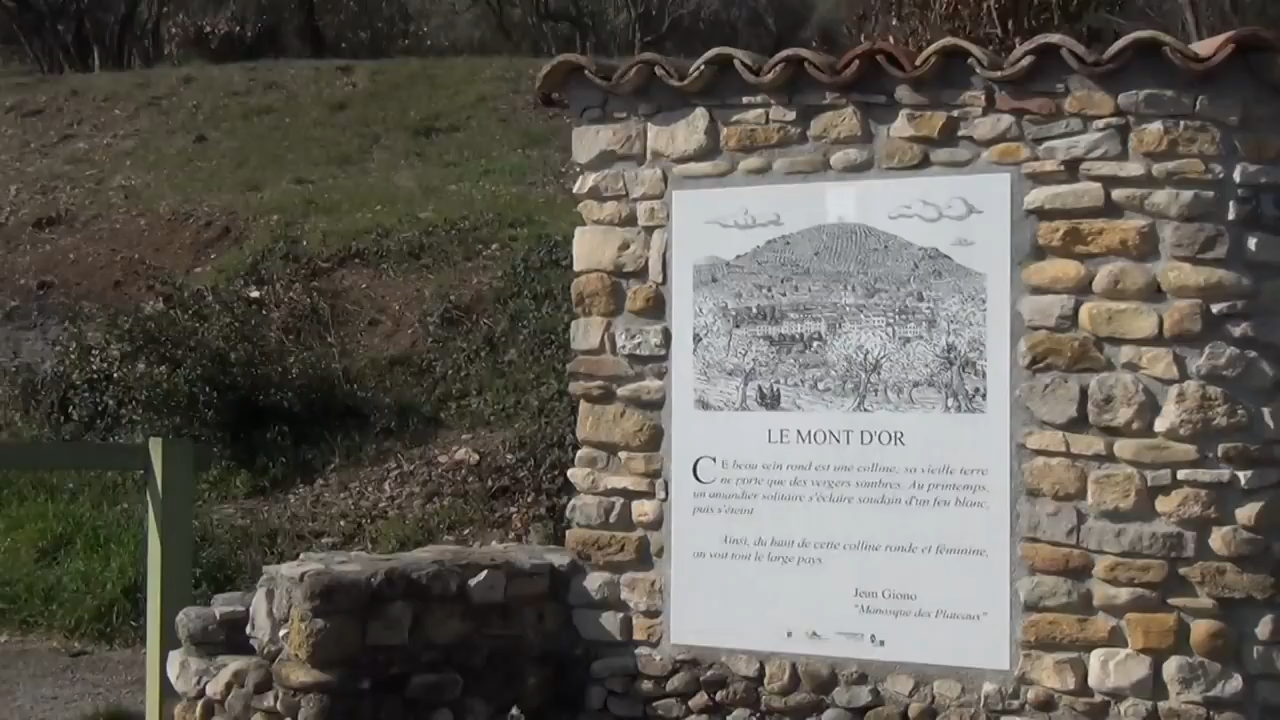 LE MONT D'OR
CE beau sein rond est une colline; sa vieille terre
ne porte que des vergers sombres. Au printemps,
un amandier solitaire s'éclaire soudain d'un feu blanc,
puis s'éteint
Ainsi, du haut de cette colline ronde et féminine,
on voit tout le large pays.
Jean Giono
"Manosque des Plateaux"